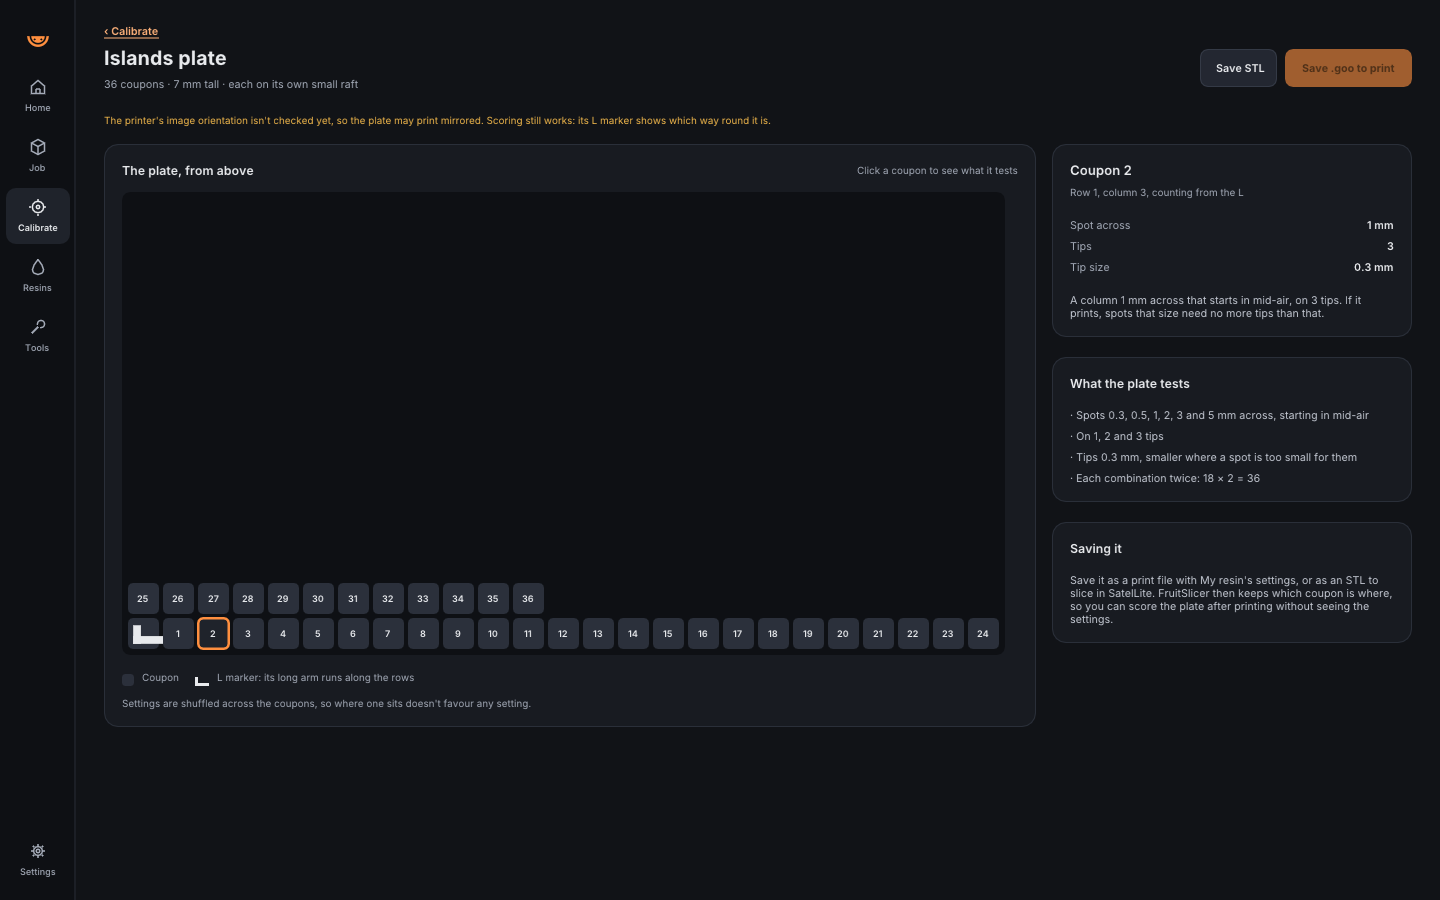 ‹ Calibrate
Islands plate
36 coupons · 7 mm tall · each on its own small raft
Save STL
Save .goo to print
The printer's image orientation isn't checked yet, so the plate may print mirrored. Scoring still works: its L marker shows which way round it is.
Home
Job
Calibrate
Resins
Tools
Settings
The plate, from above
Click a coupon to see what it tests
25 26 27 28 29 30 31 32 33 34 35 36
1 2 3 4 5 6 7 8 9 10 11 12 13 14 15 16 17 18 19 20 21 22 23 24
Coupon
L marker: its long arm runs along the rows
Settings are shuffled across the coupons, so where one sits doesn't favour any setting.
Coupon 2
Row 1, column 3, counting from the L
Spot across 1 mm
Tips 3
Tip size 0.3 mm
A column 1 mm across that starts in mid-air, on 3 tips. If it
prints, spots that size need no more tips than that.
What the plate tests
· Spots 0.3, 0.5, 1, 2, 3 and 5 mm across, starting in mid-air
· On 1, 2 and 3 tips
· Tips 0.3 mm, smaller where a spot is too small for them
· Each combination twice: 18 × 2 = 36
Saving it
Save it as a print file with My resin's settings, or as an STL to
slice in SatelLite. FruitSlicer then keeps which coupon is where,
so you can score the plate after printing without seeing the
settings.